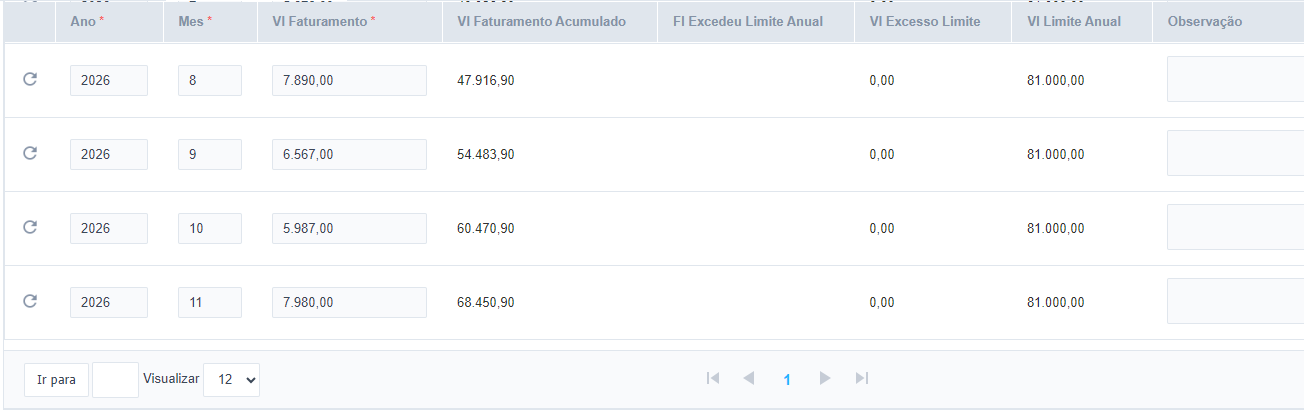 Ano * Mes * Vl Faturamento * Vl Faturamento Acumulado Fl Excedeu Limite Anual Vl Excesso Limite Vl Limite Anual Observação
2026 8 7.890,00 47.916,90 0,00 81.000,00
2026 9 6.567,00 54.483,90 0,00 81.000,00
2026 10 5.987,00 60.470,90 0,00 81.000,00
2026 11 7.980,00 68.450,90 0,00 81.000,00
Ir para Visualizar 12 1